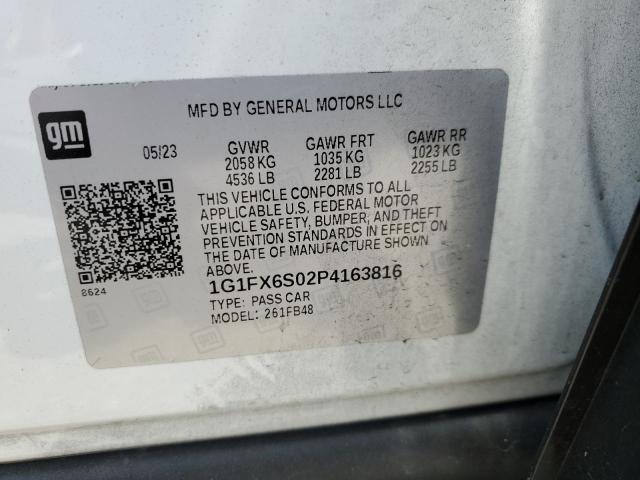 gm
MFD BY GENERAL MOTORS LLC
05/23 GVWR GAWR FRT GAWR RR
2058 KG 1035 KG 1023 KG
4536 LB 2281 LB 2255 LB
THIS VEHICLE CONFORMS TO ALL
APPLICABLE U.S. FEDERAL MOTOR
VEHICLE SAFETY, BUMPER, AND THEFT
PREVENTION STANDARDS IN EFFECT ON
THE DATE OF MANUFACTURE SHOWN
ABOVE.
8624
1G1FX6S02P4163816
TYPE: PASS CAR
MODEL: 261FB48